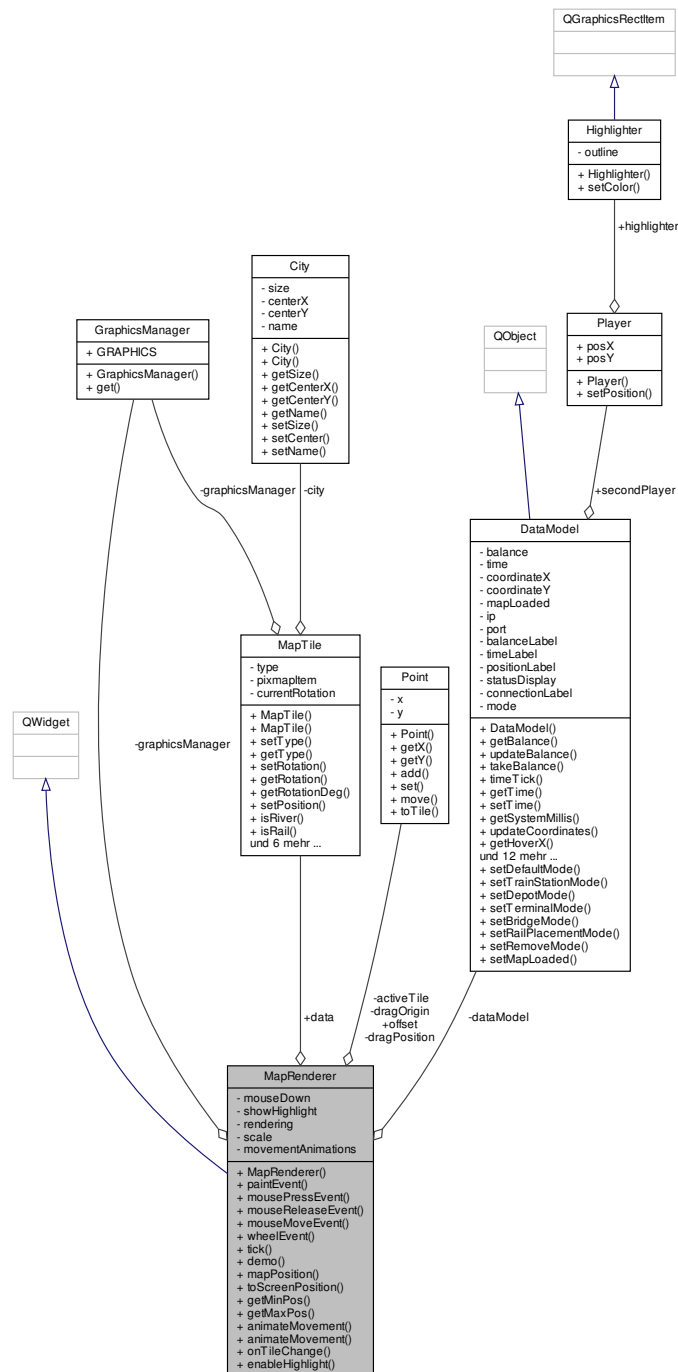 QGraphicsRectItem
Highlighter
- outline
+ Highlighter()
+ setColor()
+highlighter
City
- size
- centerX
- centerY
- name
+ City()
+ City()
+ getSize()
+ getCenterX()
+ getCenterY()
+ getName()
+ setSize()
+ setCenter()
+ setName()
GraphicsManager
+ GRAPHICS
+ GraphicsManager()
+ get()
QObject
Player
+ posX
+ posY
+ Player()
+ setPosition()
-graphicsManager
-city
+secondPlayer
DataModel
- balance
- time
- coordinateX
- coordinateY
- mapLoaded
- ip
- port
- balanceLabel
- timeLabel
- positionLabel
- statusDisplay
- connectionLabel
- mode
+ DataModel()
+ getBalance()
+ updateBalance()
+ takeBalance()
+ timeTick()
+ getTime()
+ setTime()
+ getSystemMillis()
+ updateCoordinates()
+ getHoverX()
und 12 mehr ...
+ setDefaultMode()
+ setTrainStationMode()
+ setDepotMode()
+ setTerminalMode()
+ setBridgeMode()
+ setRailPlacementMode()
+ setRemoveMode()
+ setMapLoaded()
MapTile
- type
- pixmapItem
- currentRotation
+ MapTile()
+ MapTile()
+ setType()
+ getType()
+ setRotation()
+ getRotation()
+ getRotationDeg()
+ setPosition()
+ isRiver()
+ isRail()
und 6 mehr ...
Point
- x
- y
+ Point()
+ getX()
+ getY()
+ add()
+ set()
+ move()
+ toTile()
QWidget
-graphicsManager
+data
-activeTile
-dragOrigin
+offset
-dragPosition
-dataModel
MapRenderer
- mouseDown
- showHighlight
- rendering
- scale
- movementAnimations
+ MapRenderer()
+ paintEvent()
+ mousePressEvent()
+ mouseReleaseEvent()
+ mouseMoveEvent()
+ wheelEvent()
+ tick()
+ demo()
+ mapPosition()
+ toScreenPosition()
+ getMinPos()
+ getMaxPos()
+ animateMovement()
+ animateMovement()
+ onTileChange()
+ enableHighlight()